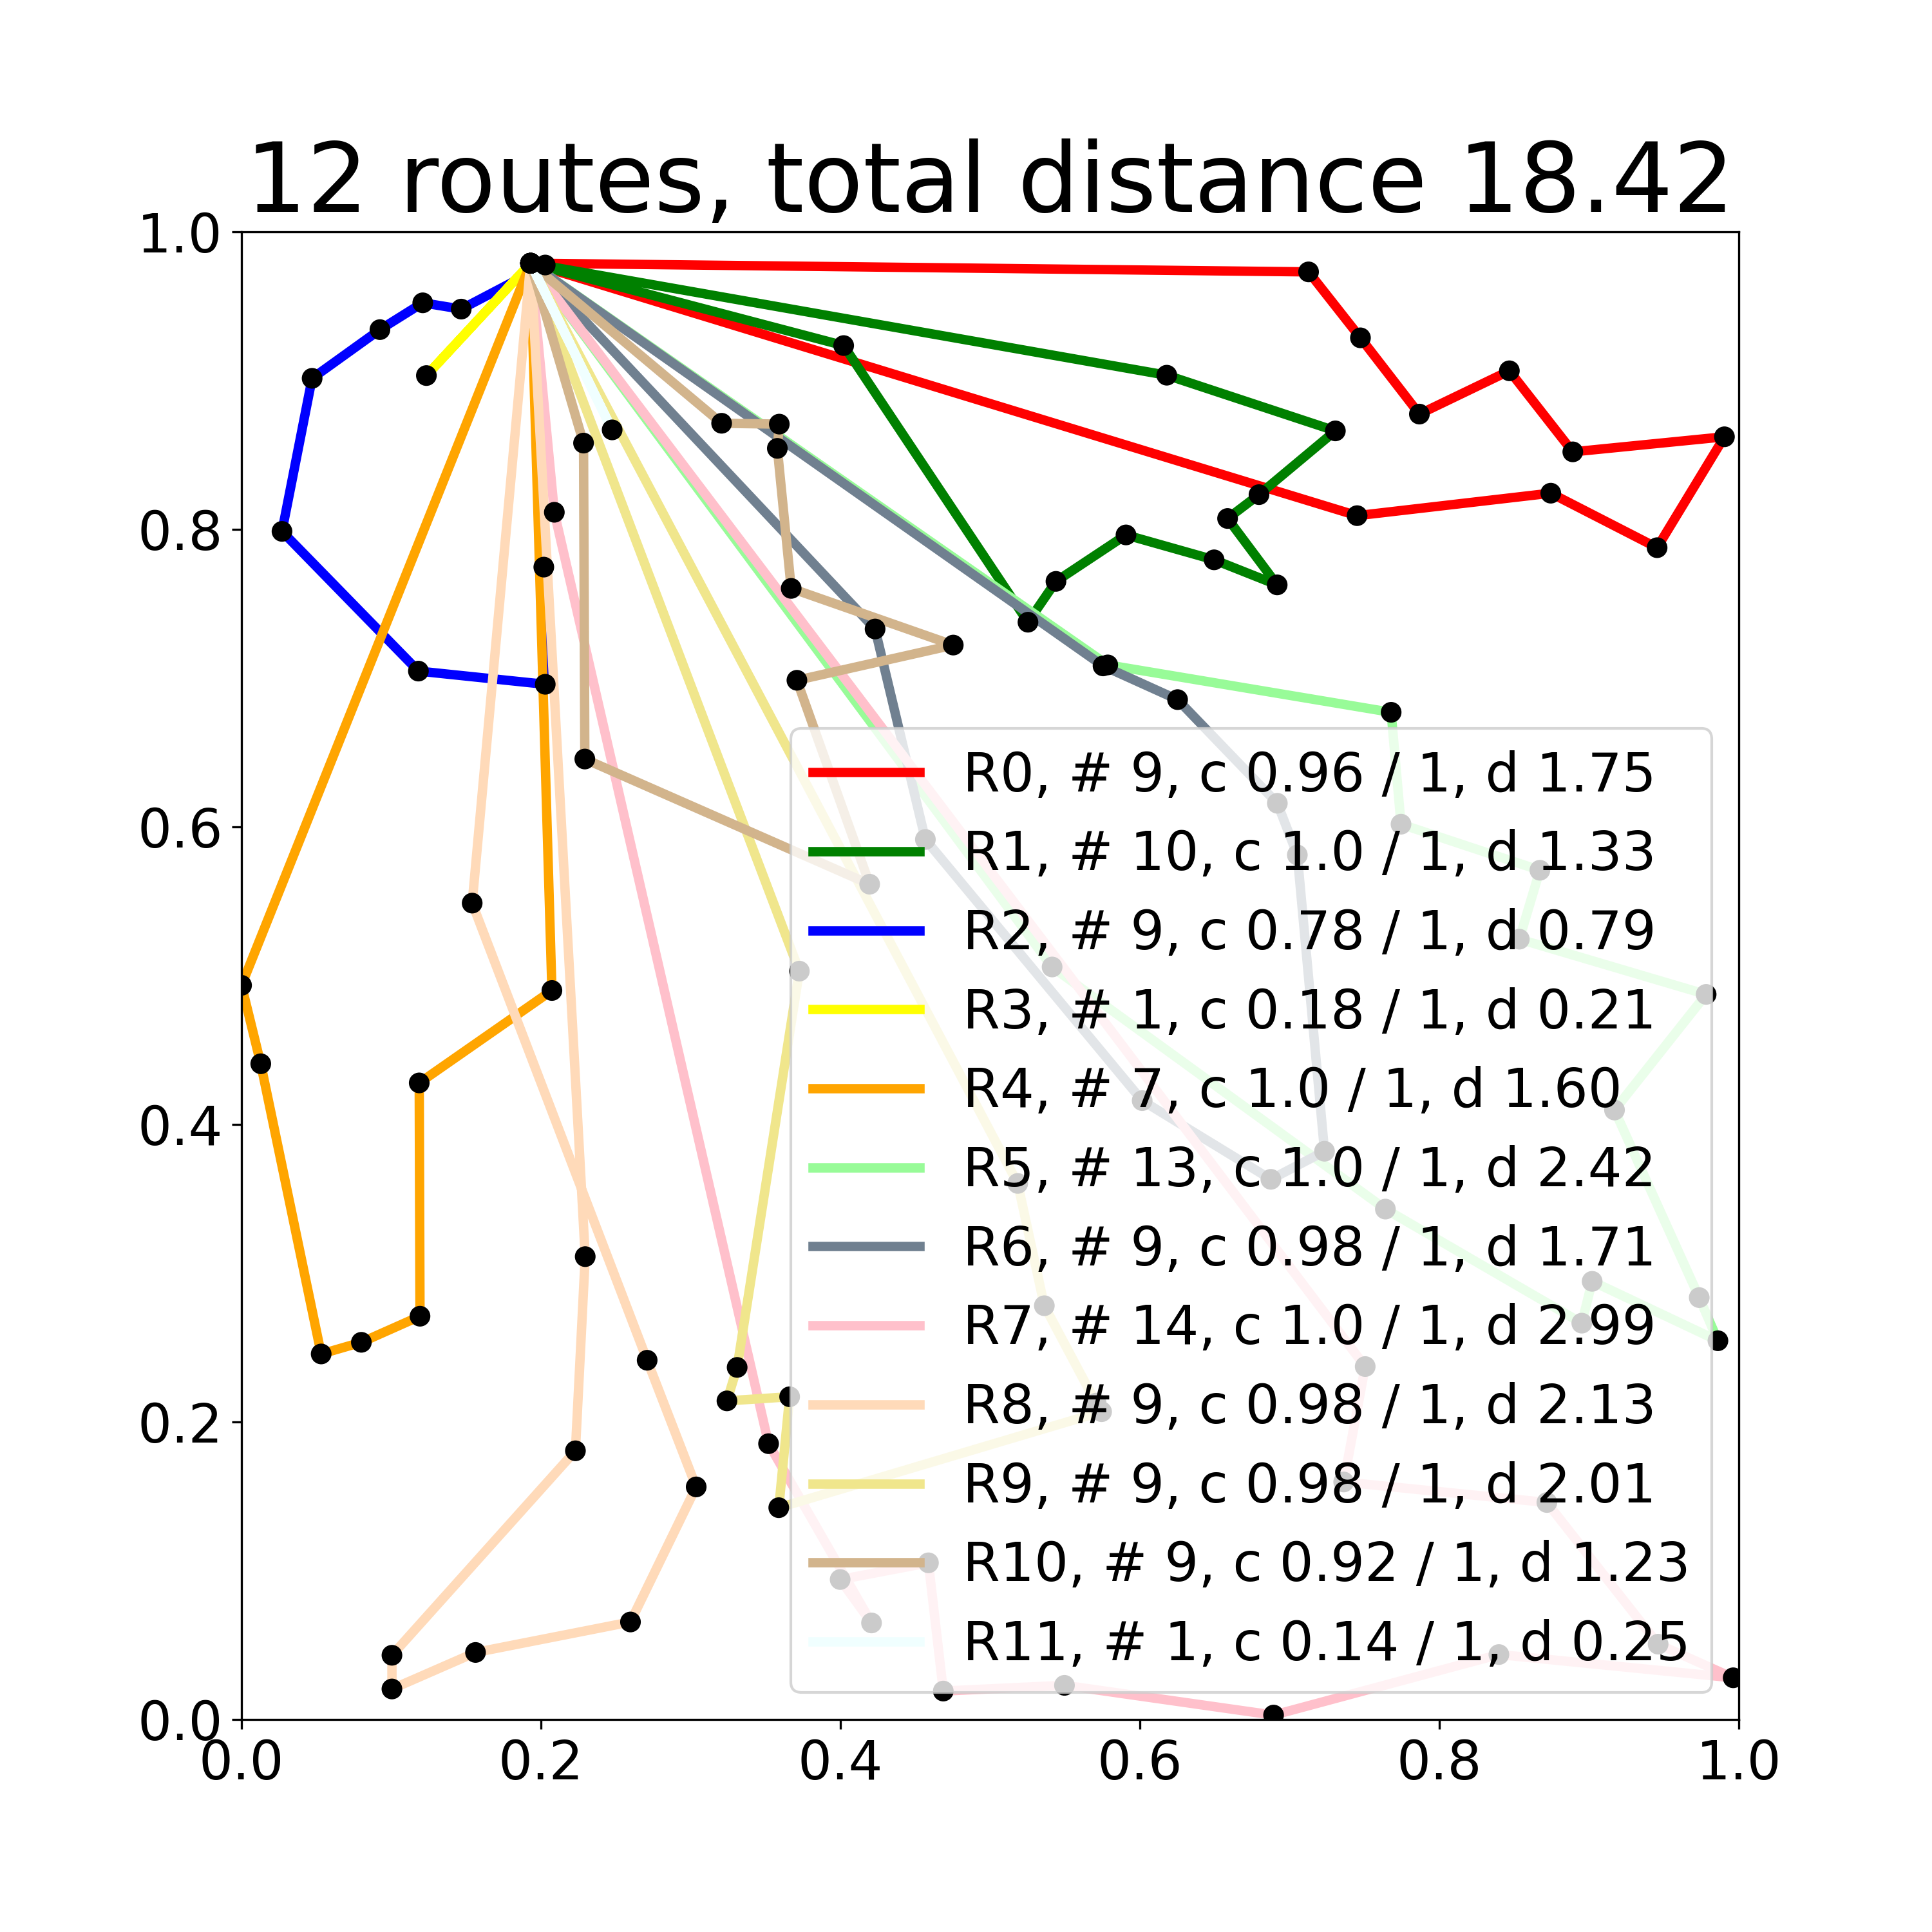 12 routes, total distance 18.42
1.0
0.8
0.6
0.4
0.2
0.0
0.0 0.2 0.4 0.6 0.8 1.0
R0, # 9, c 0.96 / 1, d 1.75
R1, # 10, c 1.0 / 1, d 1.33
R2, # 9, c 0.78 / 1, d 0.79
R3, # 1, c 0.18 / 1, d 0.21
R4, # 7, c 1.0 / 1, d 1.60
R5, # 13, c 1.0 / 1, d 2.42
R6, # 9, c 0.98 / 1, d 1.71
R7, # 14, c 1.0 / 1, d 2.99
R8, # 9, c 0.98 / 1, d 2.13
R9, # 9, c 0.98 / 1, d 2.01
R10, # 9, c 0.92 / 1, d 1.23
R11, # 1, c 0.14 / 1, d 0.25